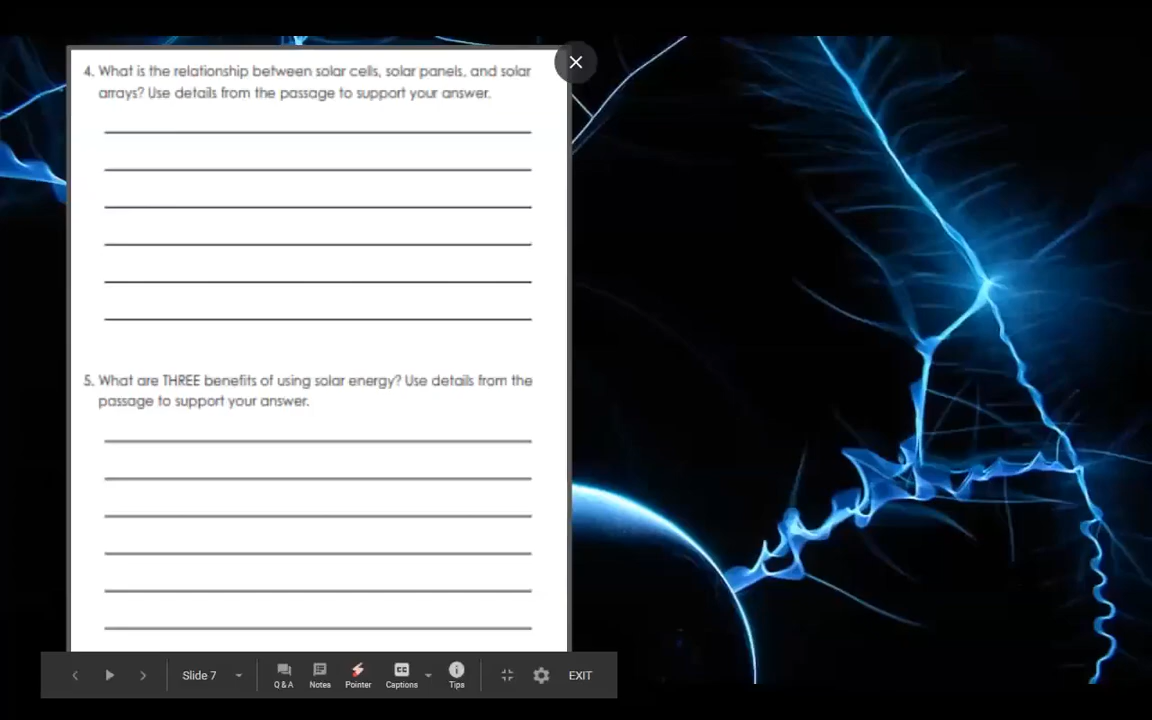 4. What is the relationship between solar cells, solar panels, and solar
arrays? Use details from the passage to support your answer.
5. What are THREE benefits of using solar energy? Use details from the
passage to support your answer.
Slide 7
Q&A
Notes
Pointer
CC
Captions
Tips
EXIT